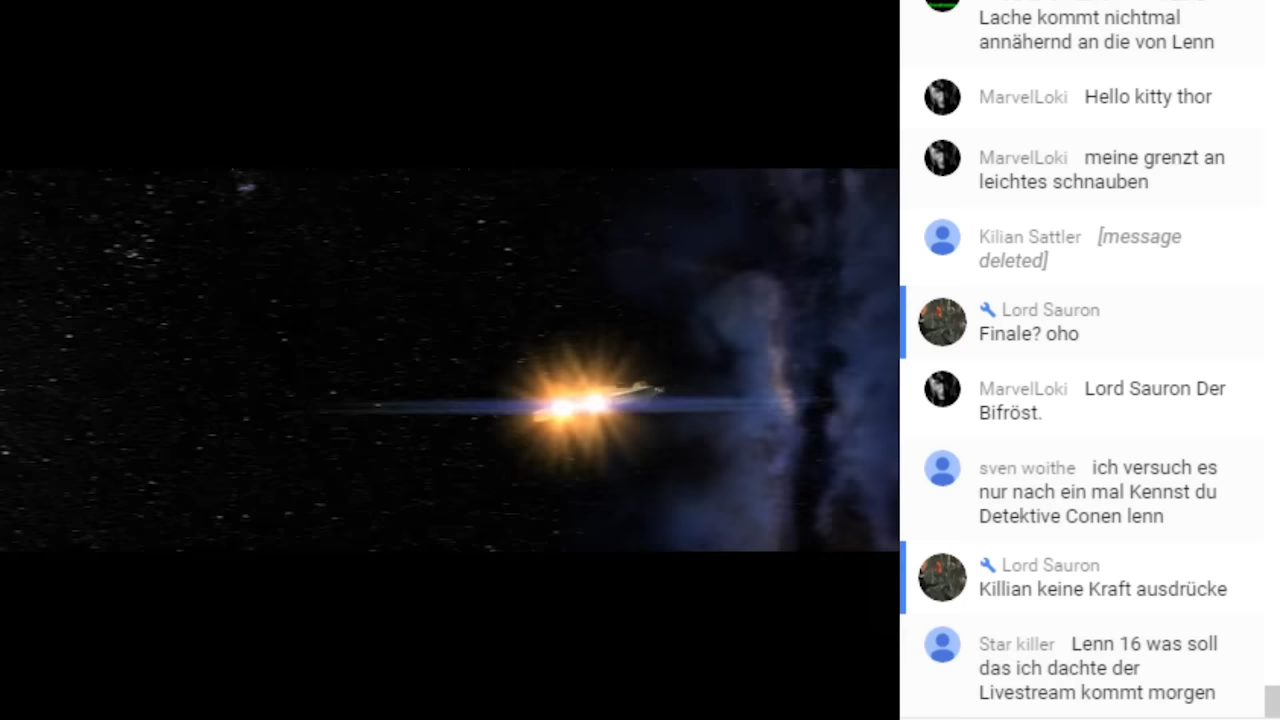 Lache kommt nichtmal
annähernd an die von Lenn
MarvelLoki Hello kitty thor
MarvelLoki meine grenzt an
leichtes schnauben
Kilian Sattler [message
deleted]
Lord Sauron
Finale? oho
MarvelLoki Lord Sauron Der
Bifröst.
sven woithe ich versuch es
nur nach ein mal Kennst du
Detektive Conen lenn
Lord Sauron
Killian keine Kraft ausdrücke
Star killer Lenn 16 was soll
das ich dachte der
Livestream kommt morgen